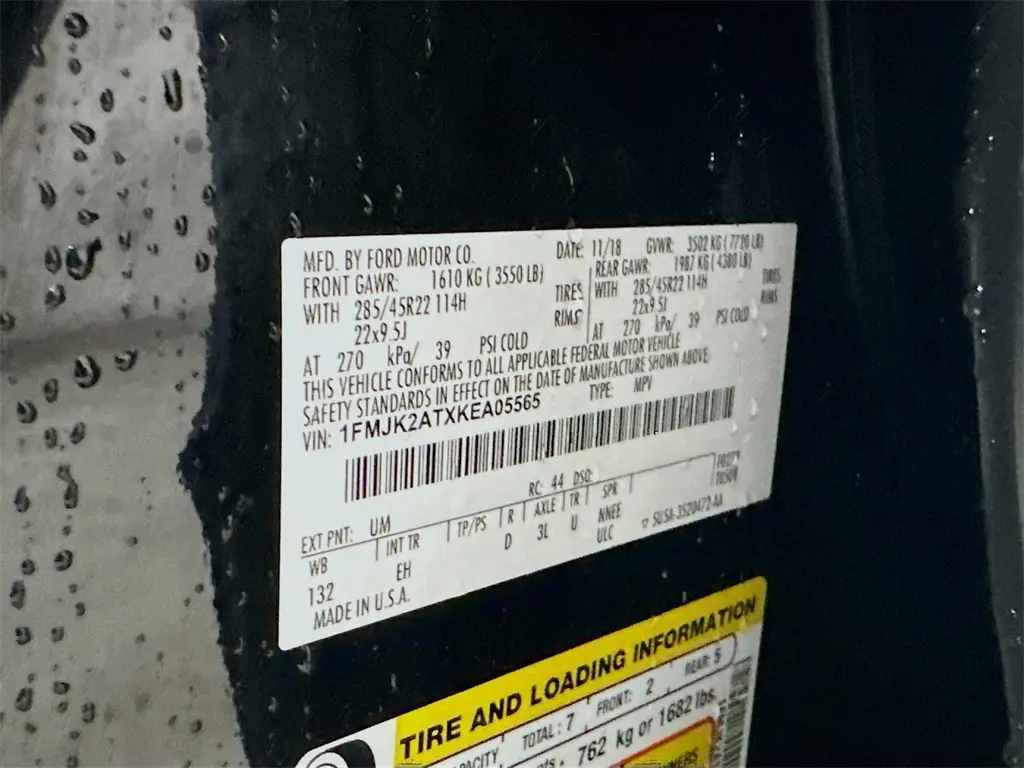 MFD. BY FORD MOTOR CO. DATE: 11/18 GVWR: 3502 KG ( 7720 LB)
FRONT GAWR: 1610 KG ( 3550 LB) REAR GAWR: 1987 KG ( 4380 LB)
WITH 285/45R22 114H TIRES WITH 285/45R22 114H TIRES
22x9.5J RIMS 22x9.5J RIMS
AT 270 kPa/ 39 PSI COLD AT 270 kPa/ 39 PSI COLD
THIS VEHICLE CONFORMS TO ALL APPLICABLE FEDERAL MOTOR VEHICLE
SAFETY STANDARDS IN EFFECT ON THE DATE OF MANUFACTURE SHOWN ABOVE
VIN: 1FMJK2ATXKEA05565 TYPE: MPV
EXT PNT: UM RC: 44 DSO:
WB INT TR TP/PS R AXLE TR SPR
132 EH D 3L U NNEE
ULC
MADE IN U.S.A.
TIRE AND LOADING INFORMATION
TOTAL : 7 FRONT: 2 REAR: 5
762 kg or 1682 lbs.